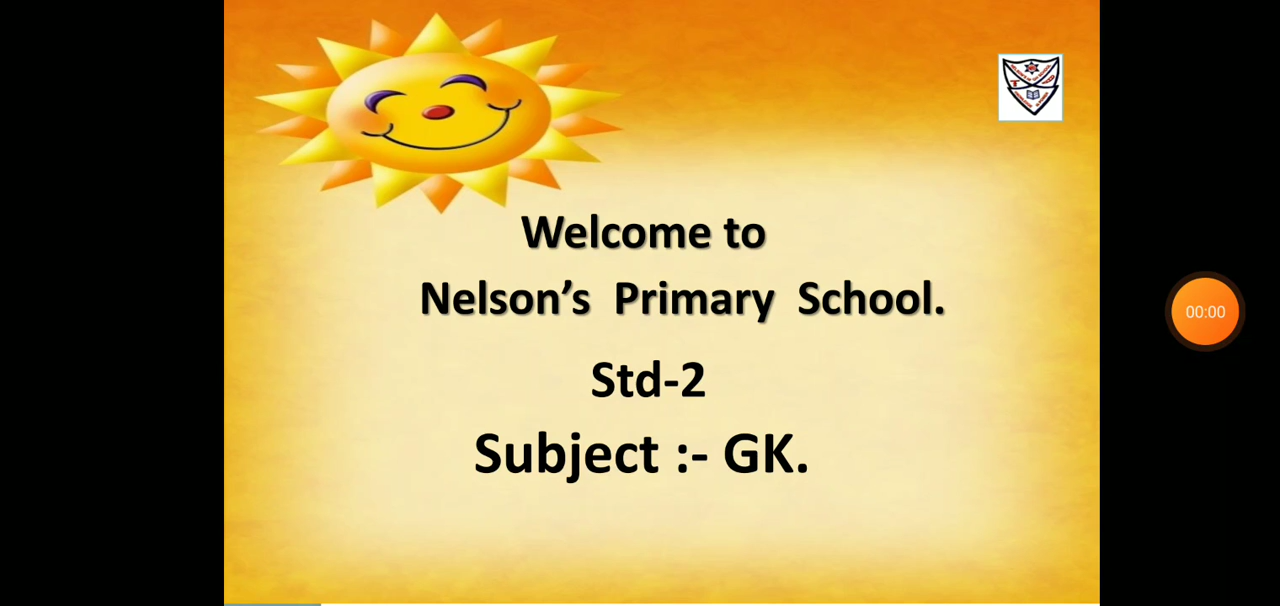 Welcome to
Nelson’s Primary School.
Std-2
Subject :- GK.
00:00